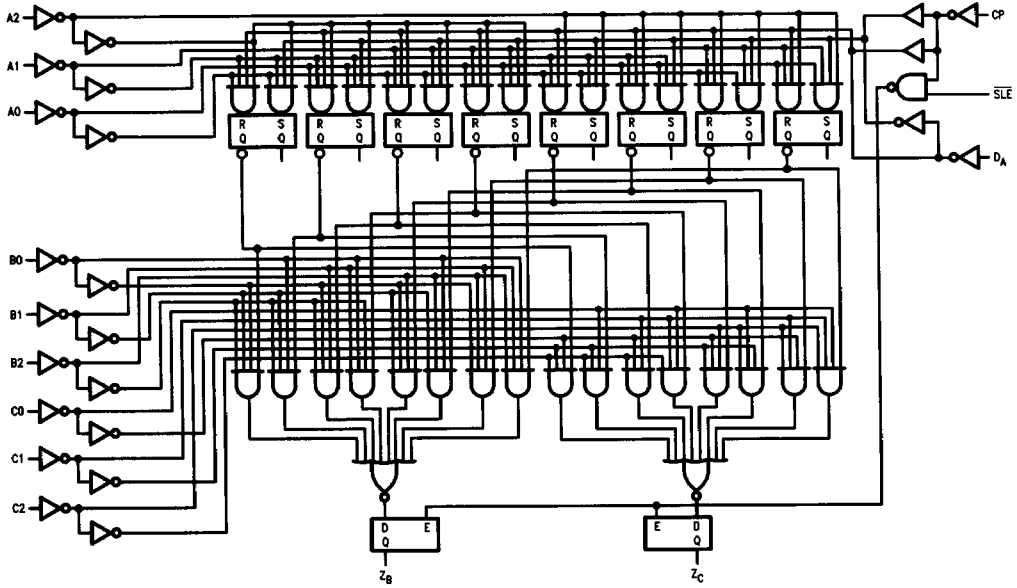 A2
CP
A1
SLE
A0
R S R S R S R S R S R S R S R S
Q Q Q Q Q Q Q Q Q Q Q Q Q Q Q Q
DA
B0
B1
B2
C0
C1
C2
D E E D
Q Q
ZB ZC